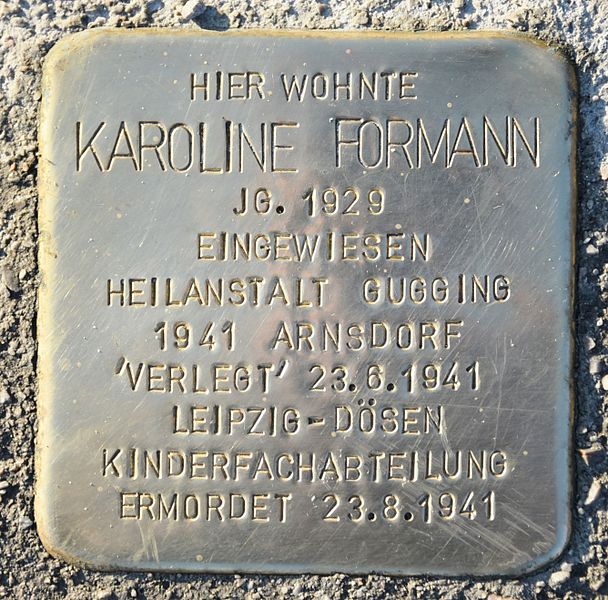 HIER WOHNTE
KAROLINE FORMANN
JG. 1929
EINGEWIESEN
HEILANSTALT GUGGING
1941 ARNSDORF
'VERLEGT' 23.6.1941
LEIPZIG-DÖSEN
KINDERFACHABTEILUNG
ERMORDET 23.8.1941